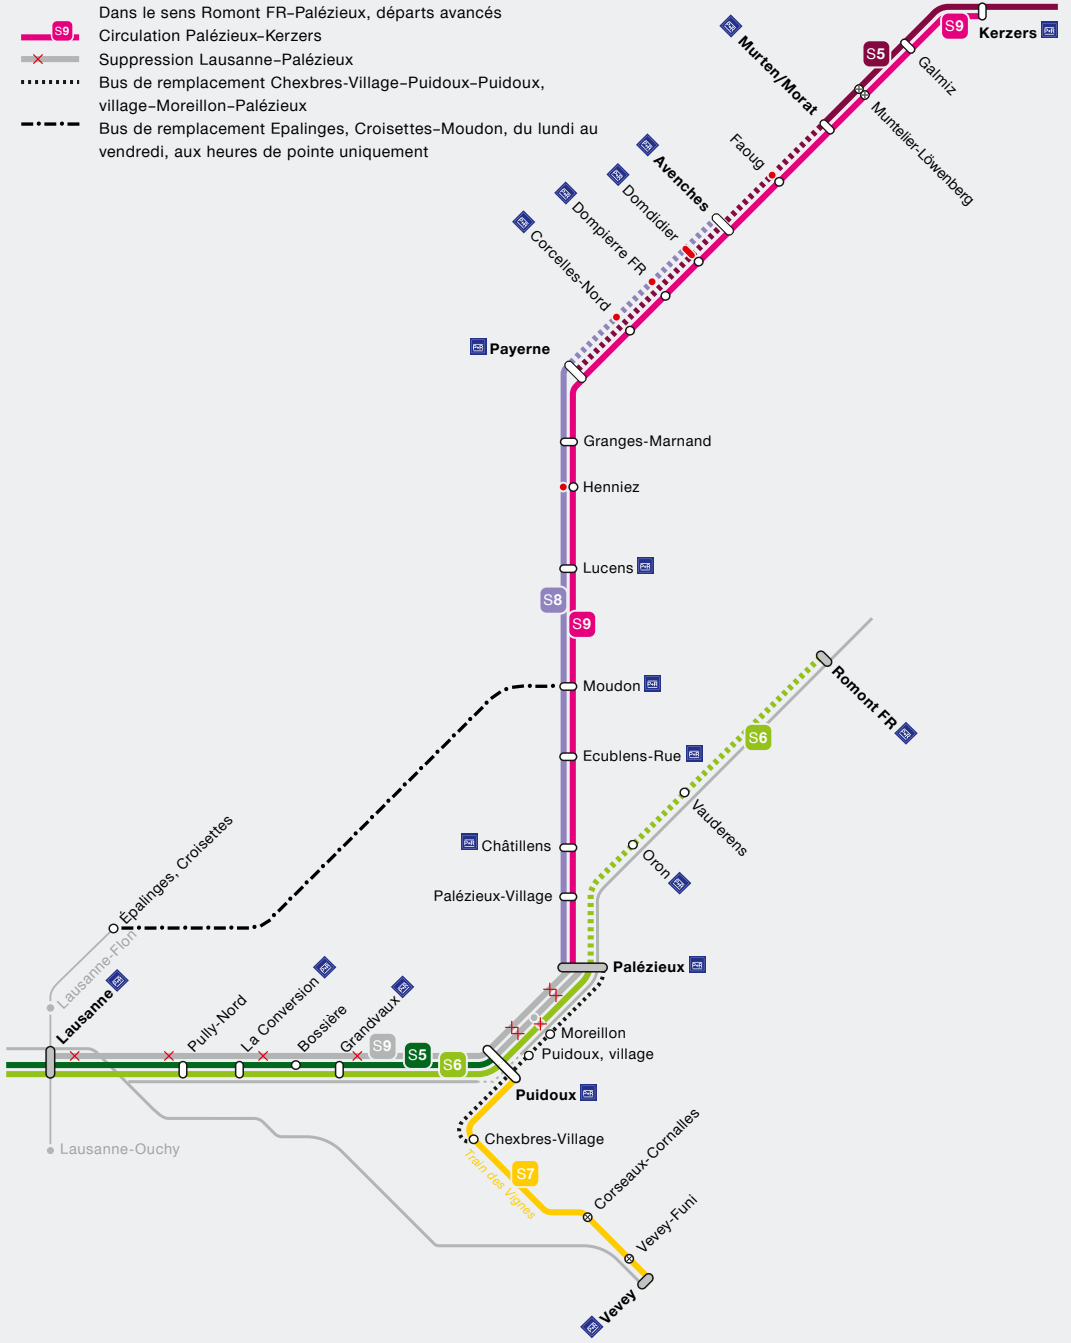 Dans le sens Romont FR–Palézieux, départs avancés
S9
Circulation Palézieux–Kerzers
Suppression Lausanne–Palézieux
Bus de remplacement Chexbres-Village–Puidoux–Puidoux,
village–Moreillon–Palézieux
Bus de remplacement Epalinges, Croisettes–Moudon, du lundi au
vendredi, aux heures de pointe uniquement
S9
Kerzers
S5
Galmiz
Murten/Morat
Muntelier-Löwenberg
Faoug
Avenches
Domdidier
Dompierre FR
Corcelles-Nord
Payerne
Granges-Marnand
Henniez
Lucens
S8
S9
Moudon
Romont FR
S6
Ecublens-Rue
Vauderens
Châtillens
Oron
Palézieux-Village
Épalinges, Croisettes
Lausanne-Flon
Palézieux
Lausanne
Pully-Nord
La Conversion
Bossière
Grandvaux
S9
S5
S6
Moreillon
Puidoux, village
Puidoux
Chexbres-Village
Lausanne-Ouchy
S7
Train des Vignes
Corseaux-Cornalles
Vevey-Funi
Vevey